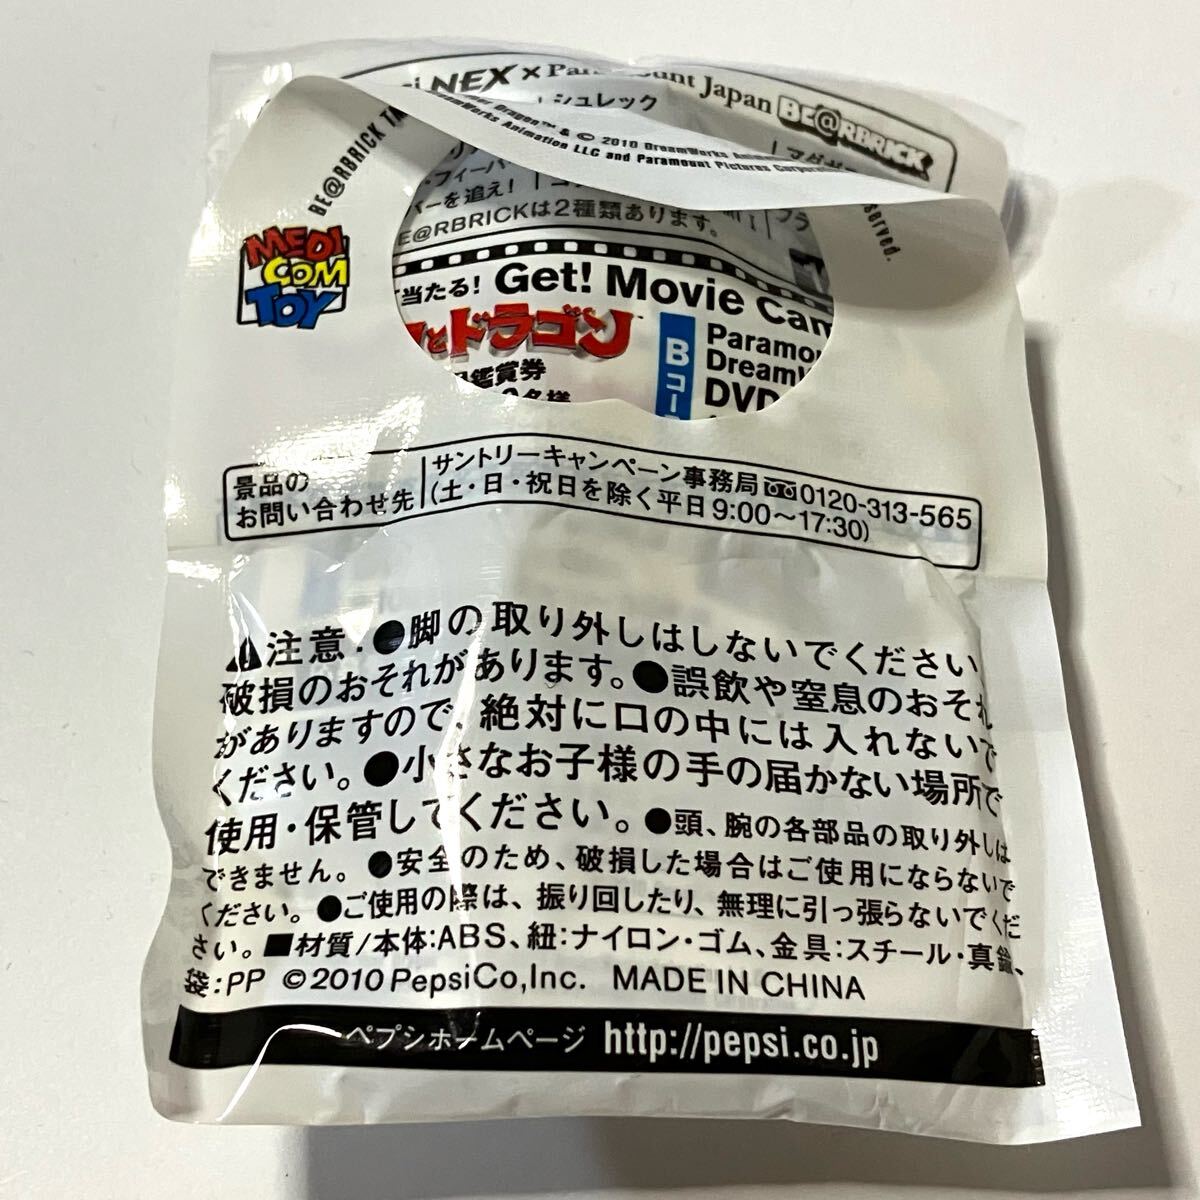 NEX × Paramount Japan BE@RBRICK
シュレック
Dragon™ & © 2010 DreamWorks
Animation LLC and Paramount Pictures
served.
BE@RBRICK
・フィーバー
バーを追え!
RBRICKは2種類あります。
MEDI
COM
TOY
当たる! Get! Movie
とドラゴン
鑑賞券
B
DVD
景品の
お問い合わせ先
サントリーキャンペーン事務局 0120-313-565
(土・日・祝日を除く平日9:00〜17:30)
注意:●脚の取り外しはしないでください
破損のおそれがあります。●誤飲や窒息のおそれ
がありますので、絶対に口の中には入れないで
ください。●小さなお子様の手の届かない場所で
使用・保管してください。●頭、腕の各部品の取り外しは
できません。●安全のため、破損した場合はご使用にならないで
ください。●ご使用の際は、振り回したり、無理に引っ張らないでくだ
さい。■材質/本体:ABS、紐:ナイロン・ゴム、金具:スチール・真鍮、
袋:PP ©2010 PepsiCo,Inc. MADE IN CHINA
ペプシホームページ http://pepsi.co.jp